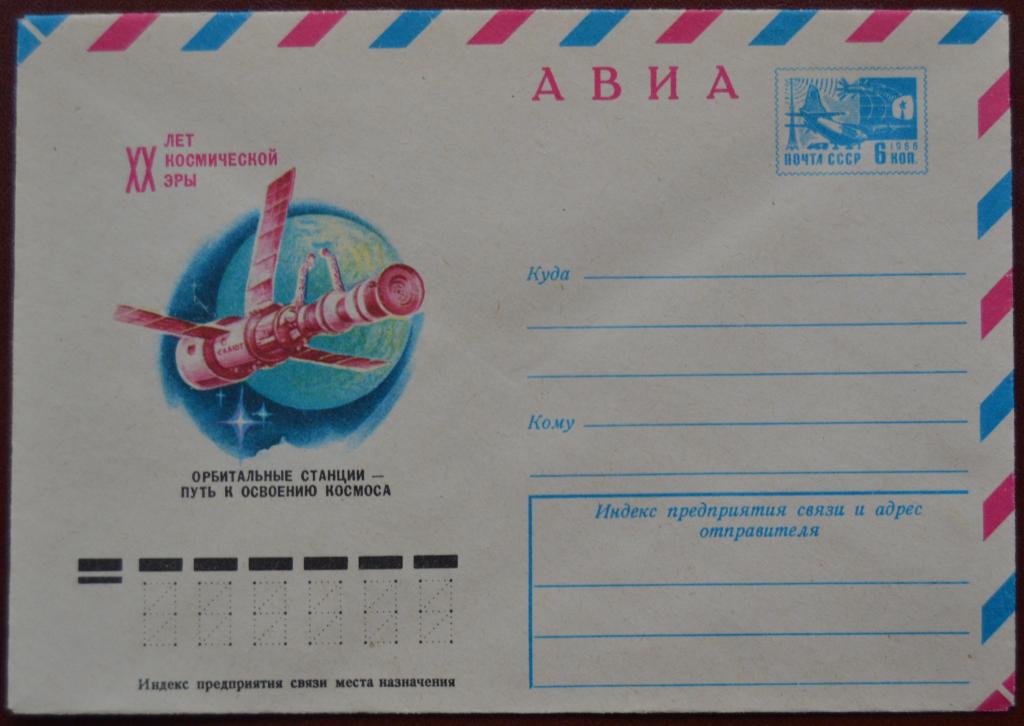 АВИА
1966
ПОЧТА СССР 6 КОП.
XX ЛЕТ
КОСМИЧЕСКОЙ
ЭРЫ
САЛЮТ
ОРБИТАЛЬНЫЕ СТАНЦИИ —
ПУТЬ К ОСВОЕНИЮ КОСМОСА
Куда
Кому
Индекс предприятия связи и адрес
отправителя
Индекс предприятия связи места назначения